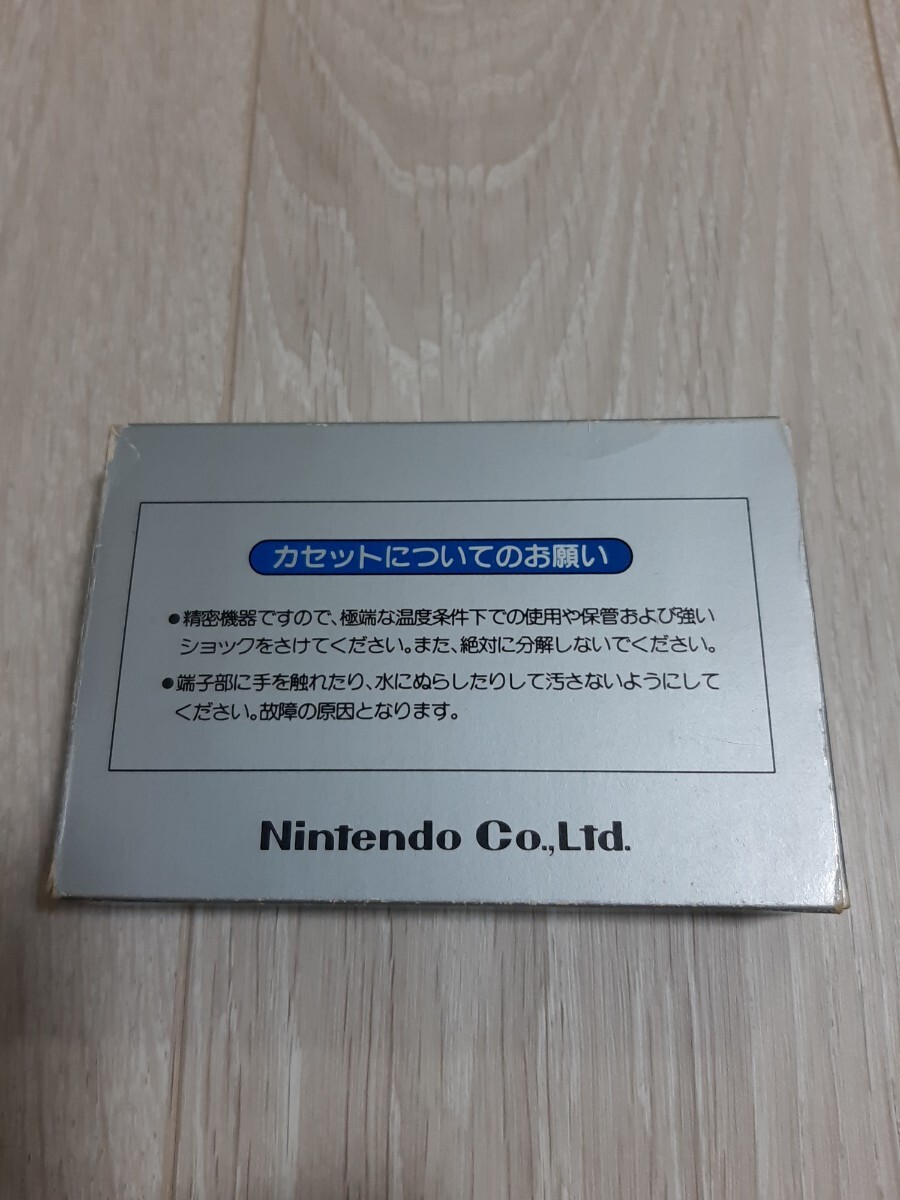 カセットについてのお願い
●精密機器ですので、極端な温度条件下での使用や保管および強い
ショックをさけてください。また、絶対に分解しないでください。
●端子部に手を触れたり、水にぬらしたりして汚さないようにして
ください。故障の原因となります。
Nintendo Co.,Ltd.